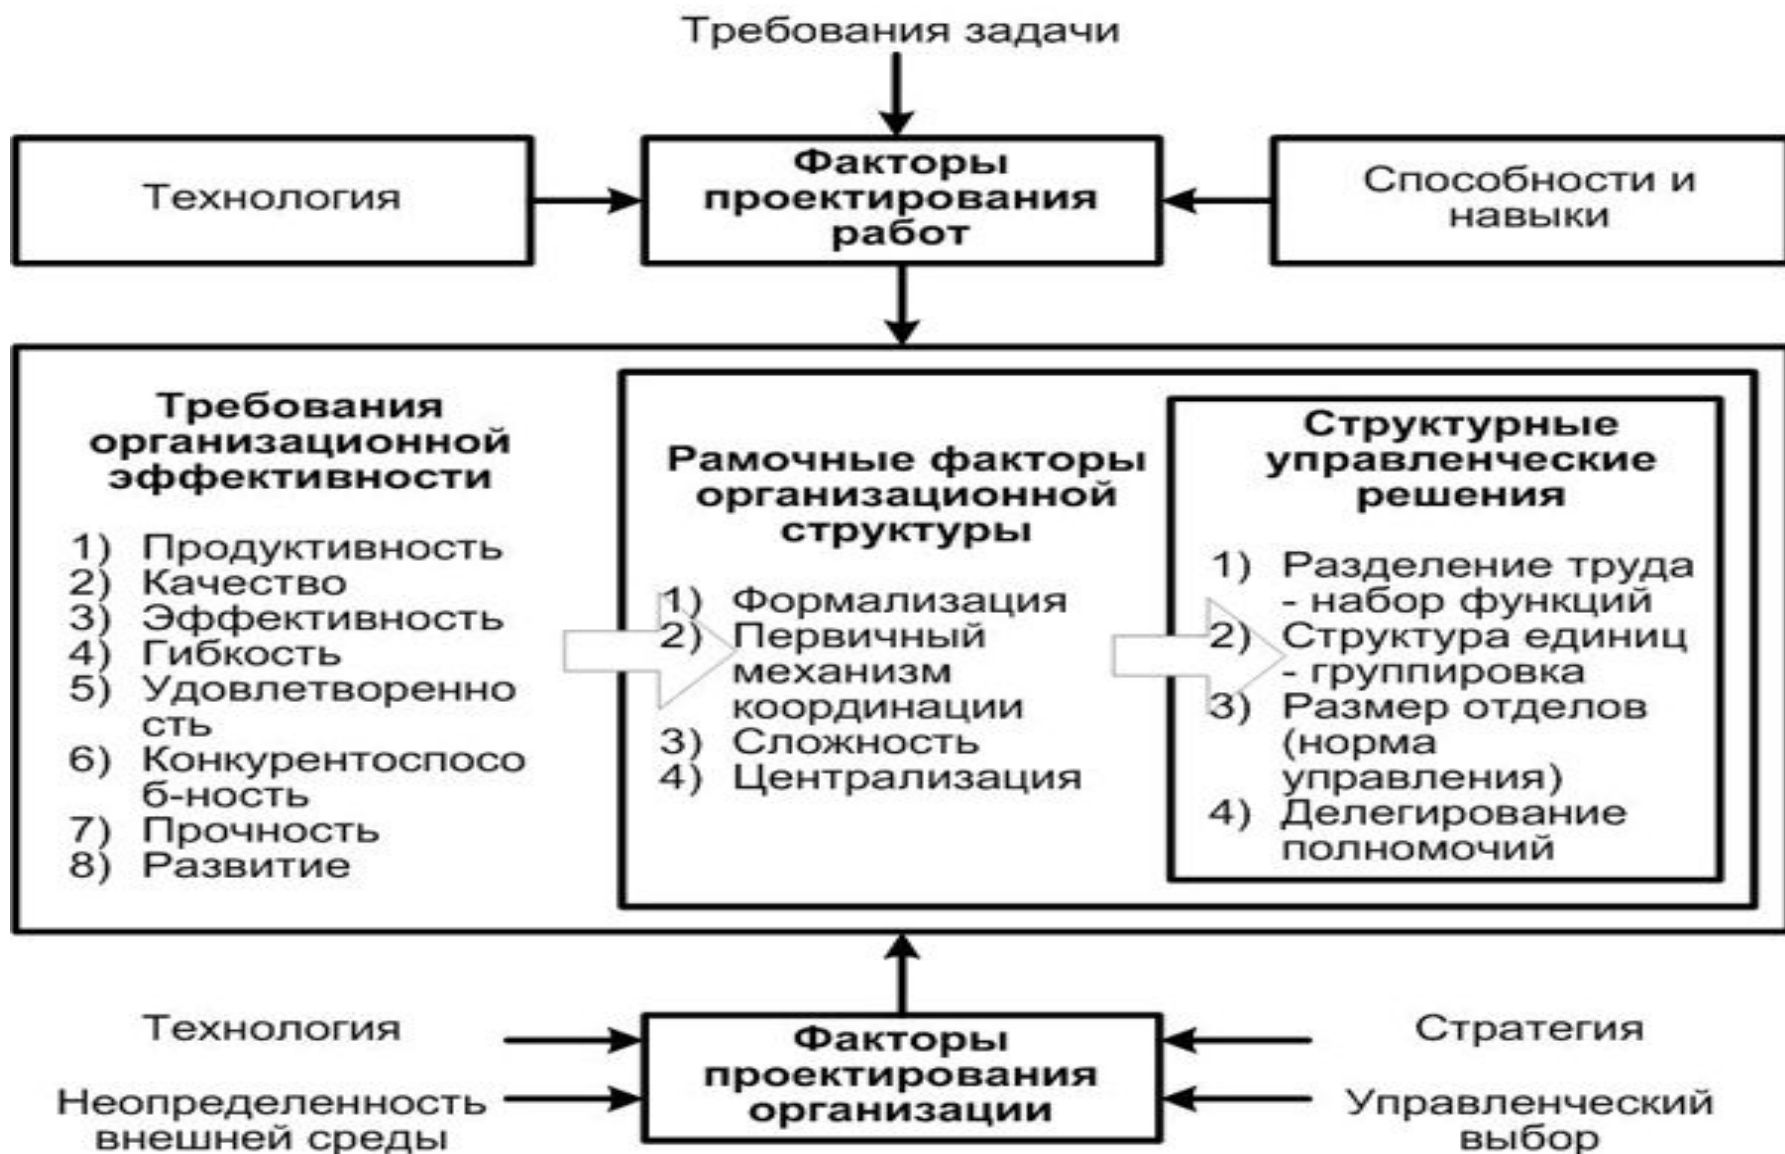 Требования задачи
Технология
Факторы
проектирования
работ
Способности и
навыки
Требования
организационной
эффективности
1) Продуктивность
2) Качество
3) Эффективность
4) Гибкость
5) Удовлетворенно
сть
6) Конкурентоспосо
б-ность
7) Прочность
8) Развитие
Рамочные факторы
организационной
структуры
1) Формализация
2) Первичный
механизм
координации
3) Сложность
4) Централизация
Структурные
управленческие
решения
1) Разделение труда
- набор функций
2) Структура единиц
- группировка
3) Размер отделов
(норма
управления)
4) Делегирование
полномочий
Технология
Неопределенность
внешней среды
Факторы
проектирования
организации
Стратегия
Управленческий
выбор